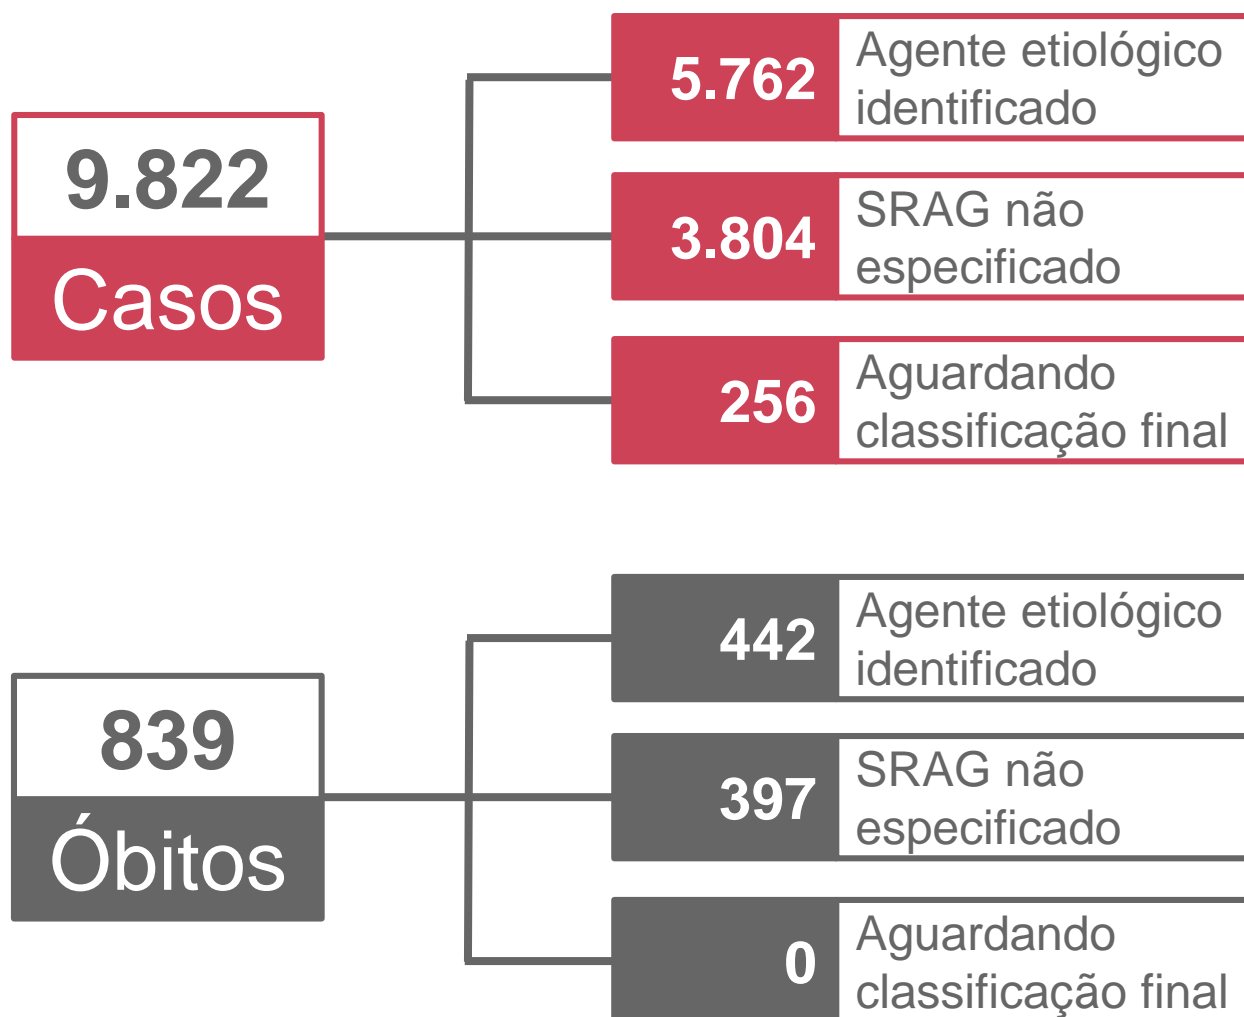 9.822
Casos
5.762
Agente etiológico
identificado
3.804
SRAG não
especificado
256
Aguardando
classificação final
839
Óbitos
442
Agente etiológico
identificado
397
SRAG não
especificado
0
Aguardando
classificação final